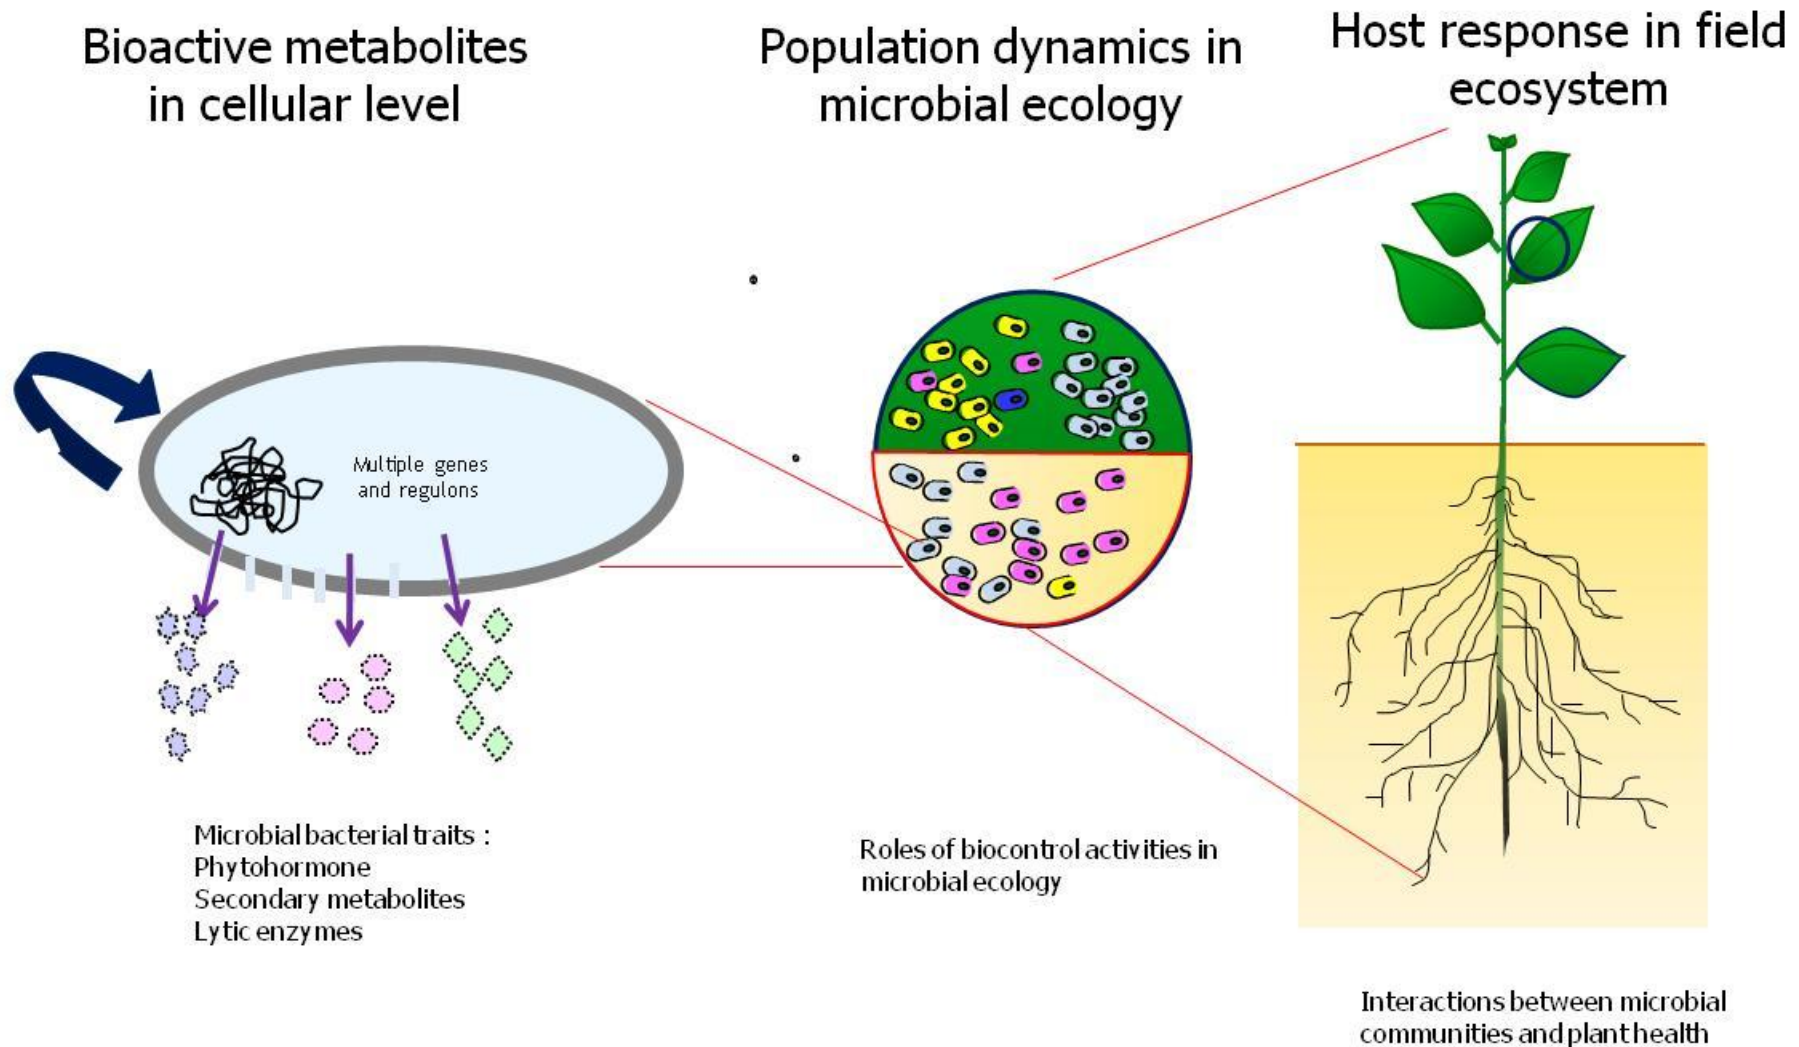 Bioactive metabolites
in cellular level
Population dynamics in
microbial ecology
Host response in field
ecosystem
Multiple genes
and regulons
Microbial bacterial traits :
Phytohormone
Secondary metabolites
Lytic enzymes
Roles of biocontrol activities in
microbial ecology
Interactions between microbial
communities and plant health